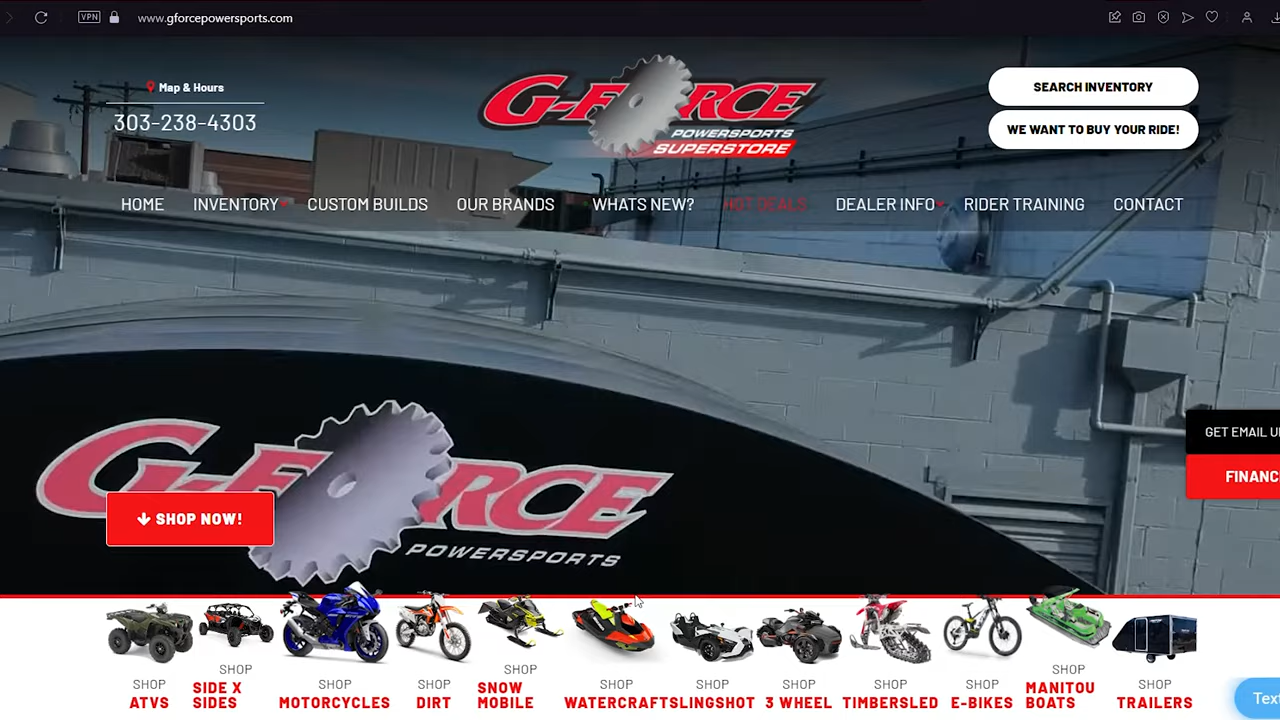 VPN
www.gforcepowersports.com
Map & Hours
303-238-4303
G-FORCE
POWERSPORTS
SUPERSTORE
SEARCH INVENTORY
WE WANT TO BUY YOUR RIDE!
HOME INVENTORY CUSTOM BUILDS OUR BRANDS WHATS NEW? HOT DEALS DEALER INFO RIDER TRAINING CONTACT
G-FORCE
POWERSPORTS
SHOP NOW!
GET EMAIL
SHOP
ATVS
SHOP
SIDE X
SIDES
SHOP
MOTORCYCLES
SHOP
DIRT
SHOP
SNOW
MOBILE
SHOP
WATERCRAFT
SHOP
SLINGSHOT
SHOP
3 WHEEL
SHOP
TIMBERSLED
SHOP
E-BIKES
SHOP
MANITOU
BOATS
SHOP
TRAILERS